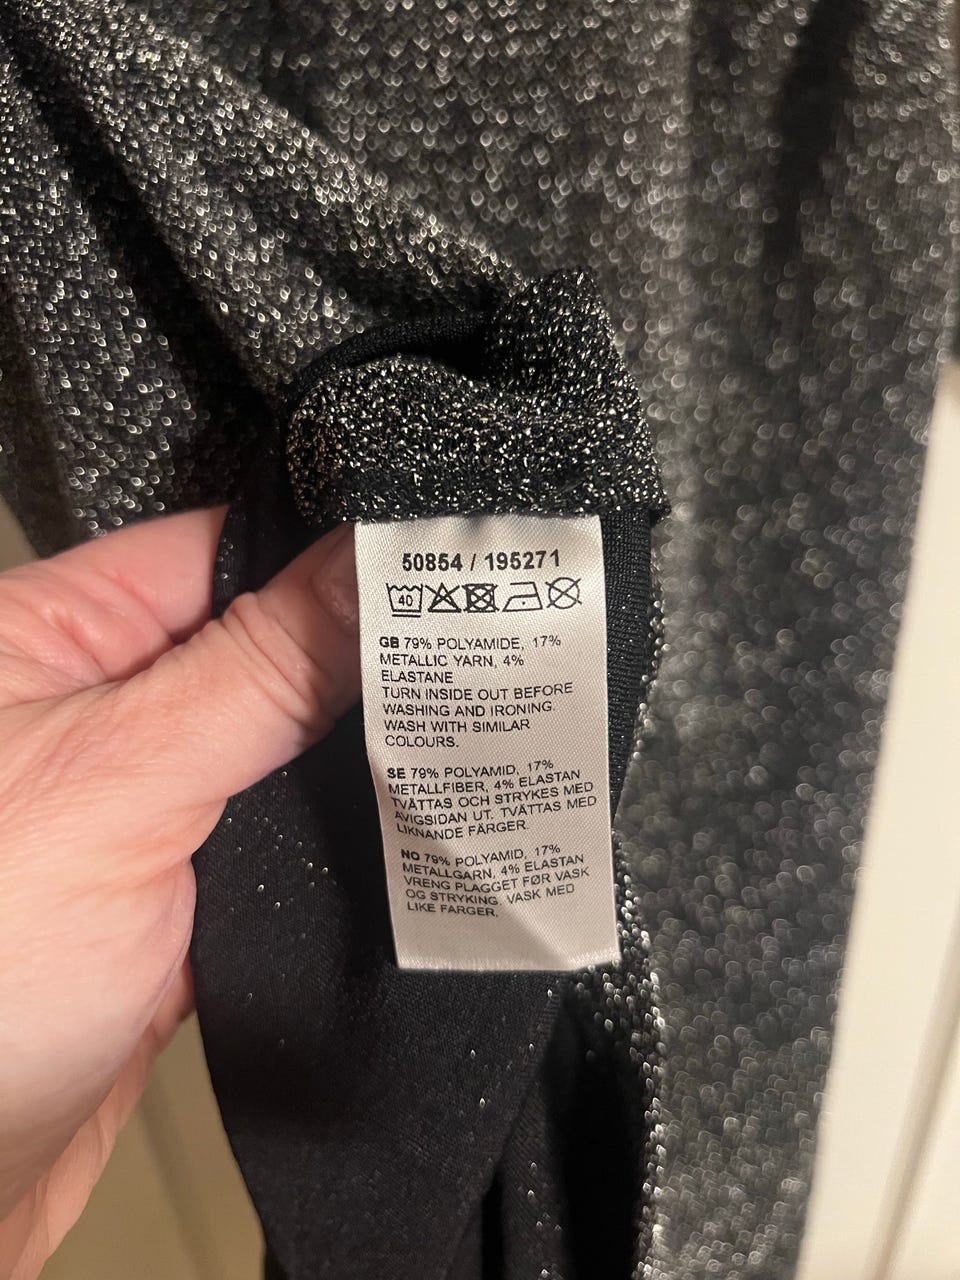 50854 / 195271
40
GB 79% POLYAMIDE, 17%
METALLIC YARN, 4%
ELASTANE
TURN INSIDE OUT BEFORE
WASHING AND IRONING.
WASH WITH SIMILAR
COLOURS.
SE 79% POLYAMID, 17%
METALLFIBER, 4% ELASTAN
TVÄTTAS OCH STRYKES MED
AVIGSIDAN UT. TVÄTTAS MED
LIKNANDE FÄRGER.
NO 79% POLYAMID, 17%
METALLGARN, 4% ELASTAN
VRENG PLAGGET FØR VASK
OG STRYKING. VASK MED
LIKE FARGER.